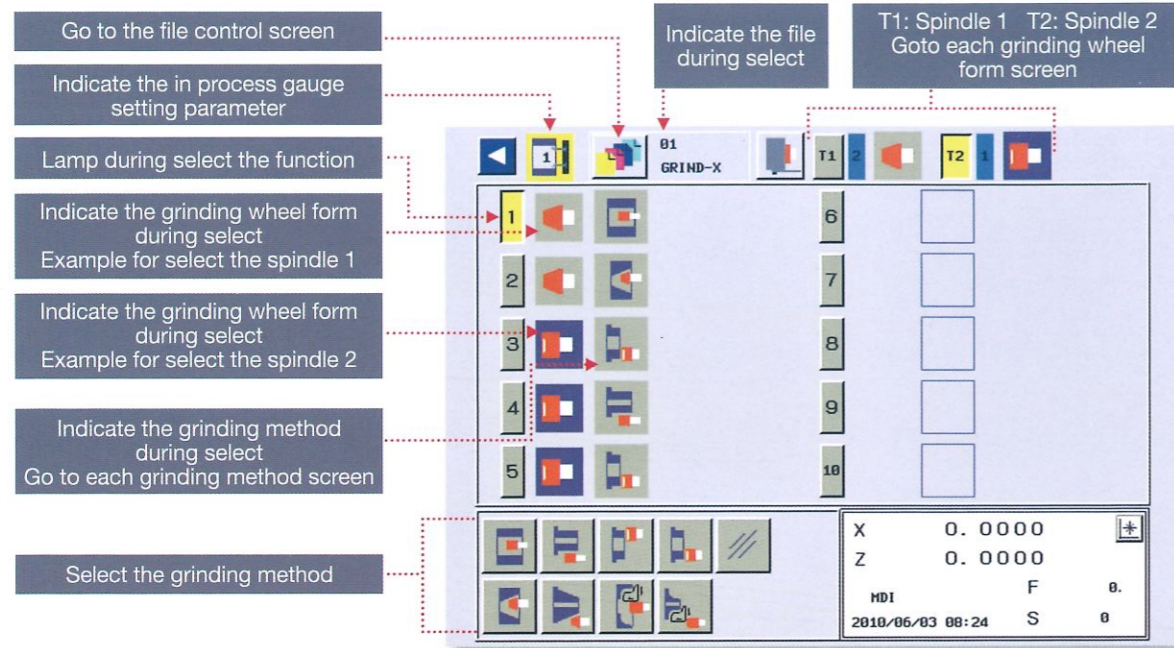 Go to the file control screen
Indicate the in process gauge
setting parameter
Lamp during select the function
Indicate the grinding wheel form
during select
Example for select the spindle 1
Indicate the grinding wheel form
during select
Example for select the spindle 2
Indicate the grinding method
during select
Go to each grinding method screen
Select the grinding method
Indicate the file
during select
T1: Spindle 1 T2: Spindle 2
Goto each grinding wheel
form screen
1
01
GRIND-X
T1
2
T2
1
1
2
3
4
5
6
7
8
9
10
X 0.0000
Z 0.0000
MDI F 0.
2010/06/03 08:24 S 0